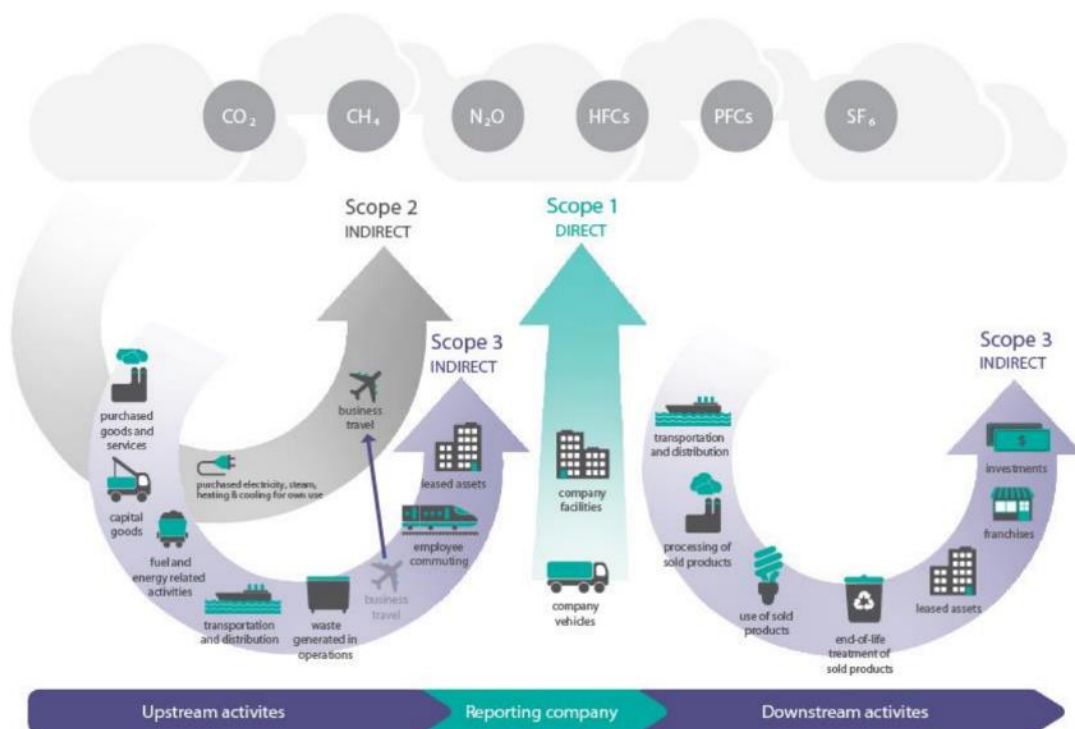 CO₂
CH₄
N₂O
HFCs
PFCs
SF₆
Scope 2
INDIRECT
Scope 1
DIRECT
Scope 3
INDIRECT
Scope 3
INDIRECT
purchased
goods and
services
business
travel
purchased electricity, steam,
heating & cooling for own use
capital
goods
fuel and
energy related
activities
transportation
and distribution
waste
generated in
operations
business
travel
employee
commuting
leased assets
company
facilities
company
vehicles
transportation
and distribution
processing of
sold products
use of sold
products
end-of-life
treatment of
sold products
leased assets
franchises
investments
$
Upstream activites
Reporting company
Downstream activites